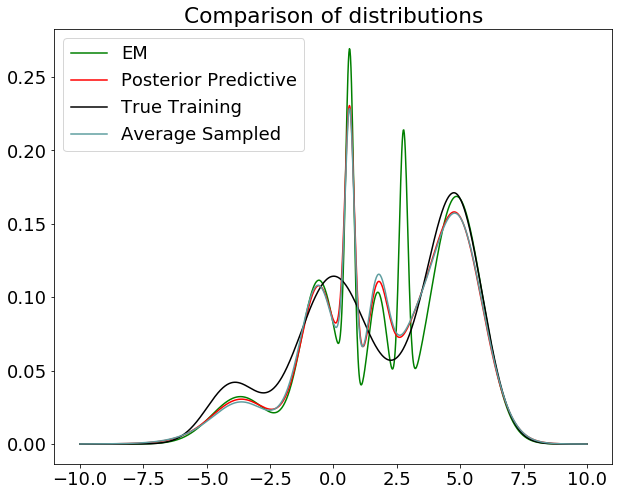 Comparison of distributions
EM
Posterior Predictive
True Training
Average Sampled
0.25
0.20
0.15
0.10
0.05
0.00
−10.0 −7.5 −5.0 −2.5 0.0 2.5 5.0 7.5 10.0